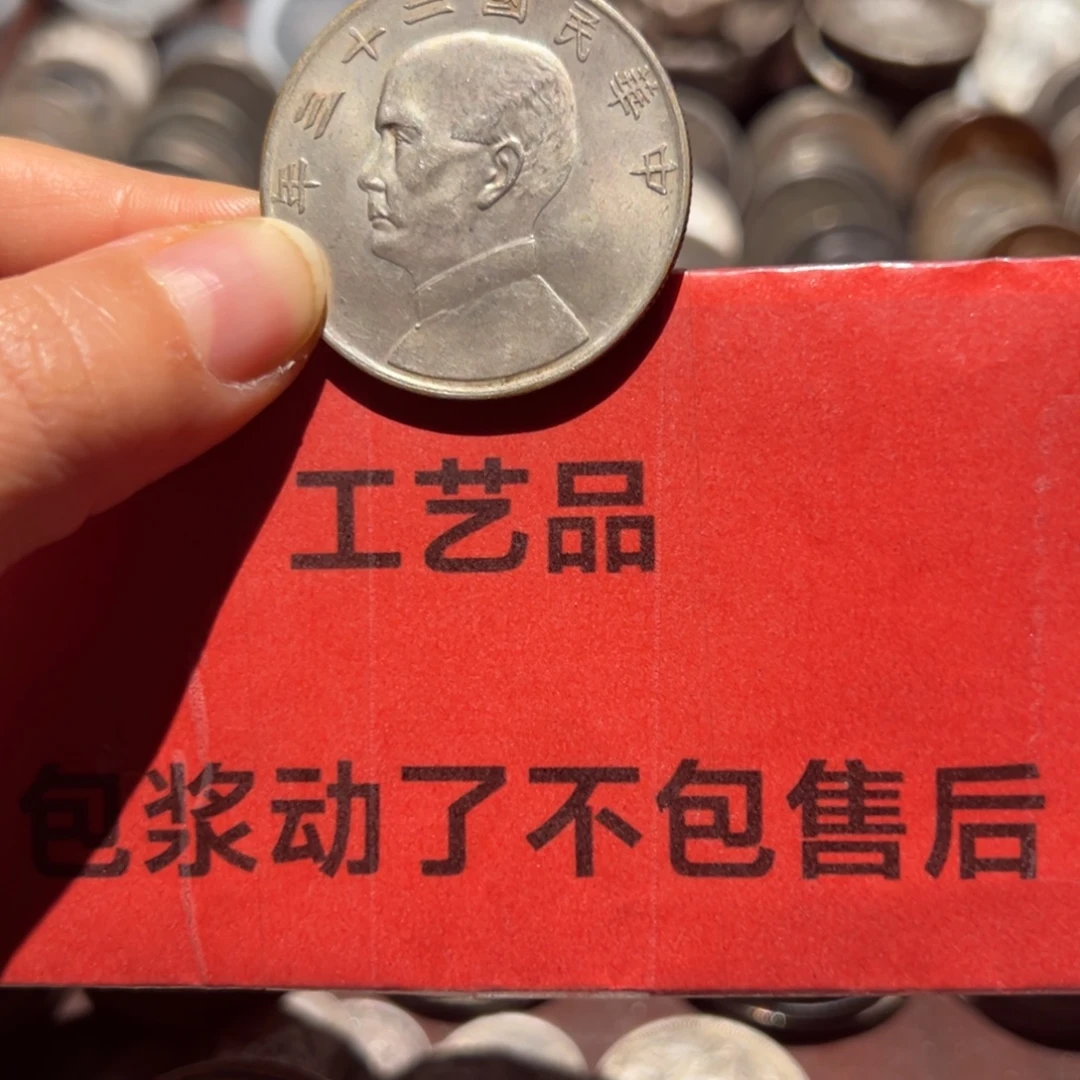 中華民國二十三年
工艺品
包浆动了不包售后